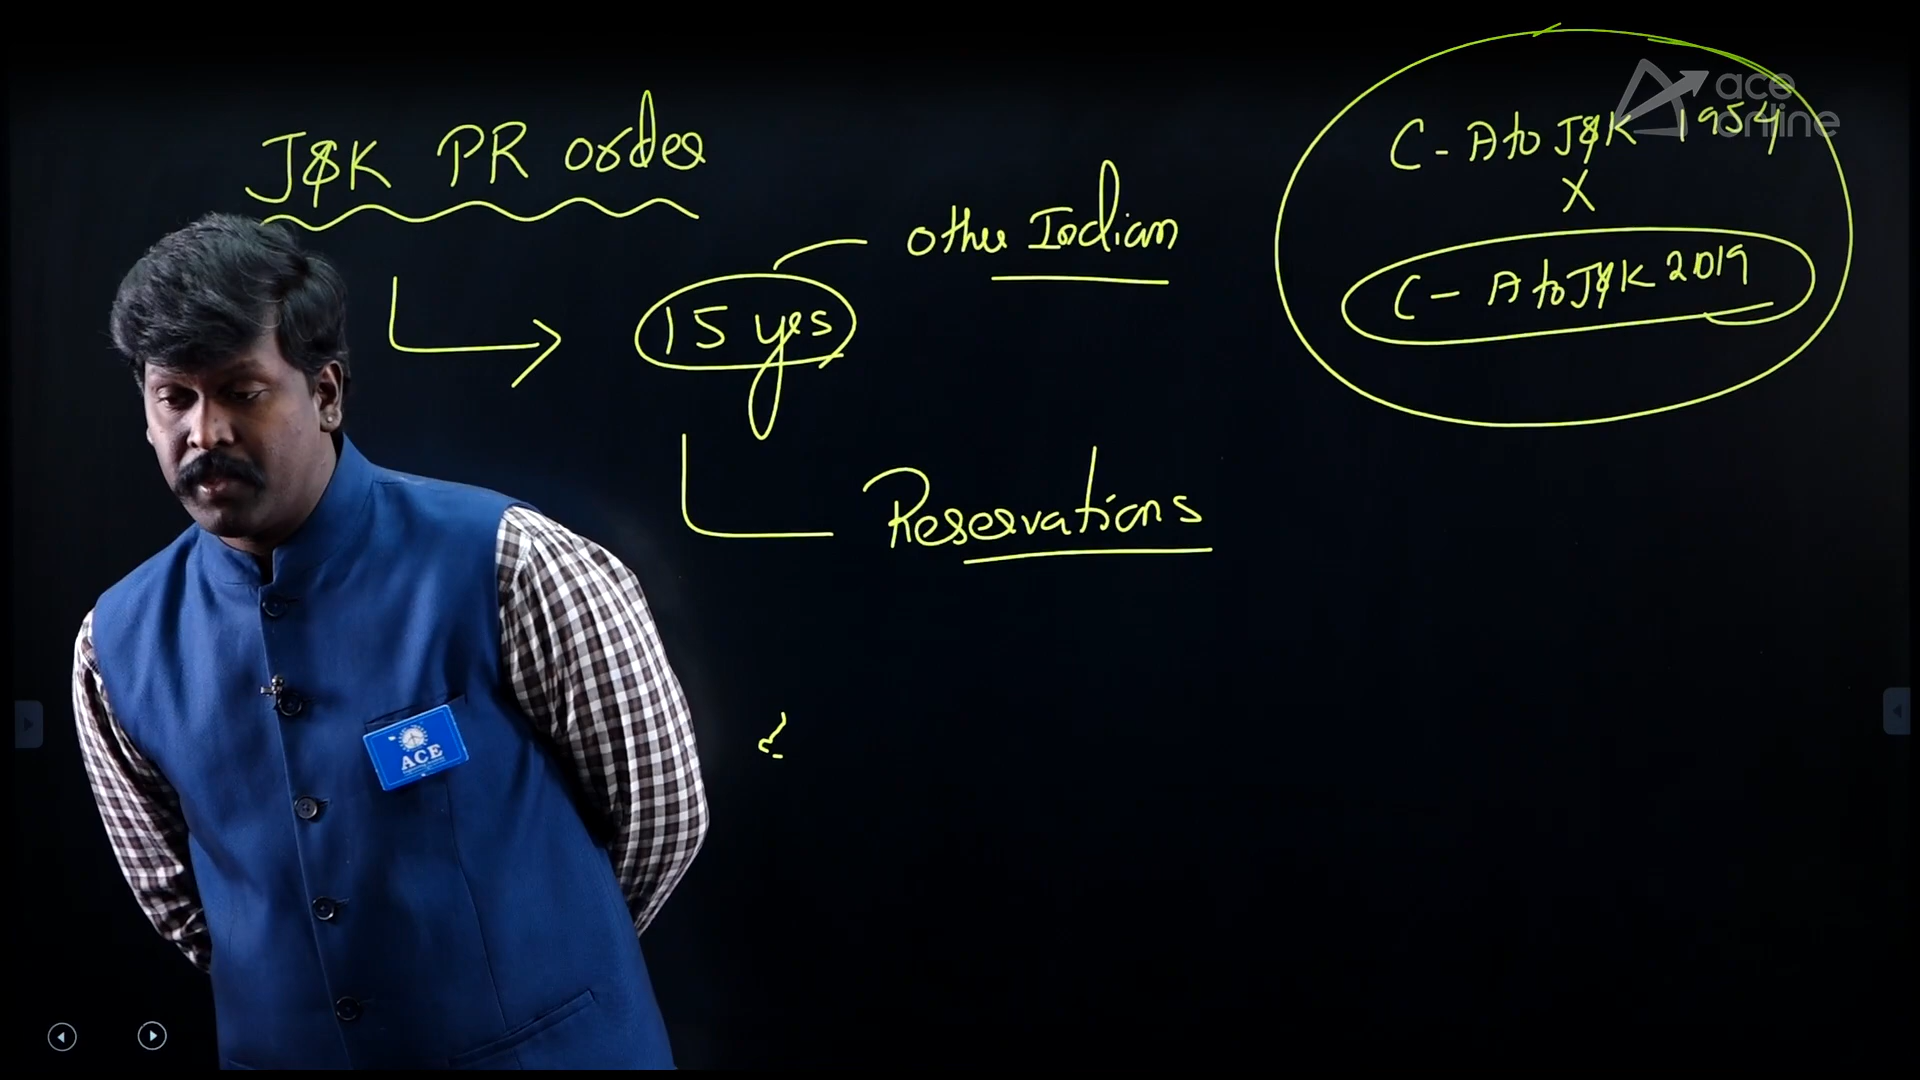 J&K PR order
15 yrs
other Indian
Reservations
C - A to J&K 1954
X
C - A to J&K 2019
ace
online
ACE